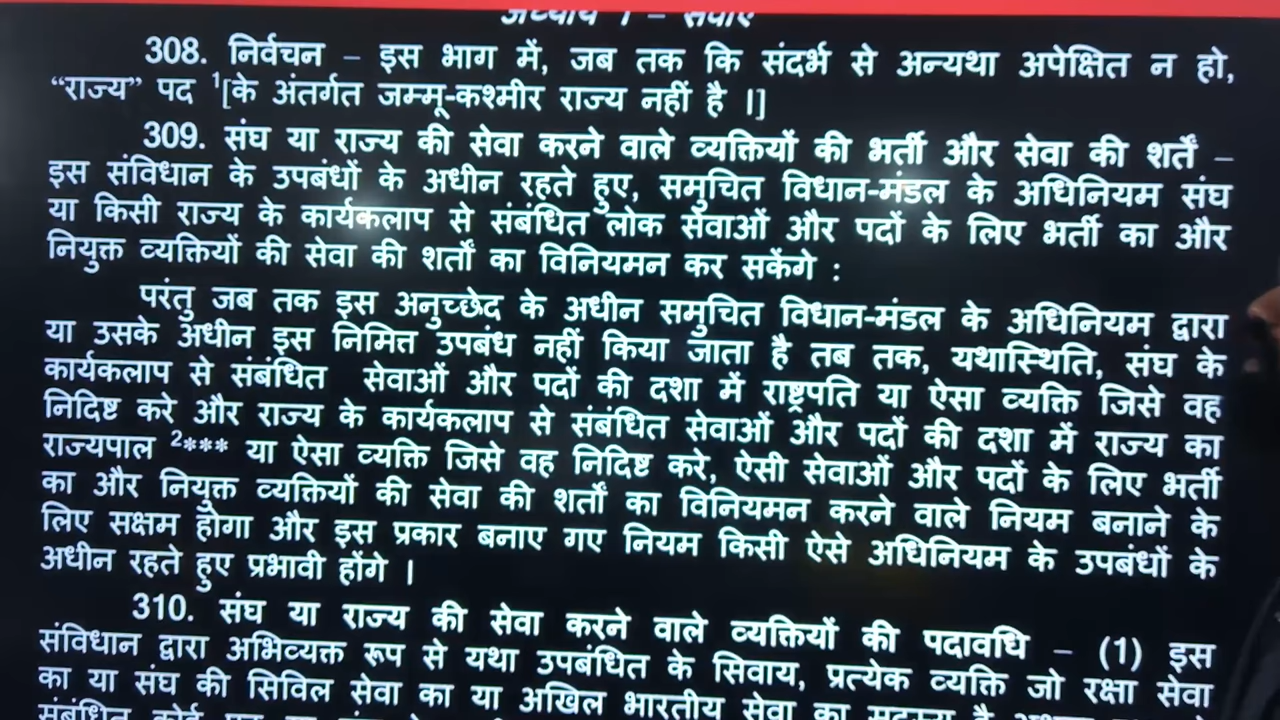 अध्याय 1 – सेवाएं
308. निर्वचन – इस भाग में, जब तक कि संदर्भ से अन्यथा अपेक्षित न हो,
“राज्य” पद ¹[के अंतर्गत जम्मू-कश्मीर राज्य नहीं है ।]
309. संघ या राज्य की सेवा करने वाले व्यक्तियों की भर्ती और सेवा की शर्तें –
इस संविधान के उपबंधों के अधीन रहते हुए, समुचित विधान-मंडल के अधिनियम संघ
या किसी राज्य के कार्यकलाप से संबंधित लोक सेवाओं और पदों के लिए भर्ती का और
नियुक्त व्यक्तियों की सेवा की शर्तों का विनियमन कर सकेंगे :
परंतु जब तक इस अनुच्छेद के अधीन समुचित विधान-मंडल के अधिनियम द्वारा
या उसके अधीन इस निमित्त उपबंध नहीं किया जाता है तब तक, यथास्थिति, संघ के
कार्यकलाप से संबंधित सेवाओं और पदों की दशा में राष्ट्रपति या ऐसा व्यक्ति जिसे वह
निदिष्ट करे और राज्य के कार्यकलाप से संबंधित सेवाओं और पदों की दशा में राज्य का
राज्यपाल ²*** या ऐसा व्यक्ति जिसे वह निदिष्ट करे, ऐसी सेवाओं और पदों के लिए भर्ती
का और नियुक्त व्यक्तियों की सेवा की शर्तों का विनियमन करने वाले नियम बनाने के
लिए सक्षम होगा और इस प्रकार बनाए गए नियम किसी ऐसे अधिनियम के उपबंधों के
अधीन रहते हुए प्रभावी होंगे ।
310. संघ या राज्य की सेवा करने वाले व्यक्तियों की पदावधि – (1) इस
संविधान द्वारा अभिव्यक्त रूप से यथा उपबंधित के सिवाय, प्रत्येक व्यक्ति जो रक्षा सेवा
का या संघ की सिविल सेवा का या अखिल भारतीय सेवा का सदस्य है
संबंधित कोई पद